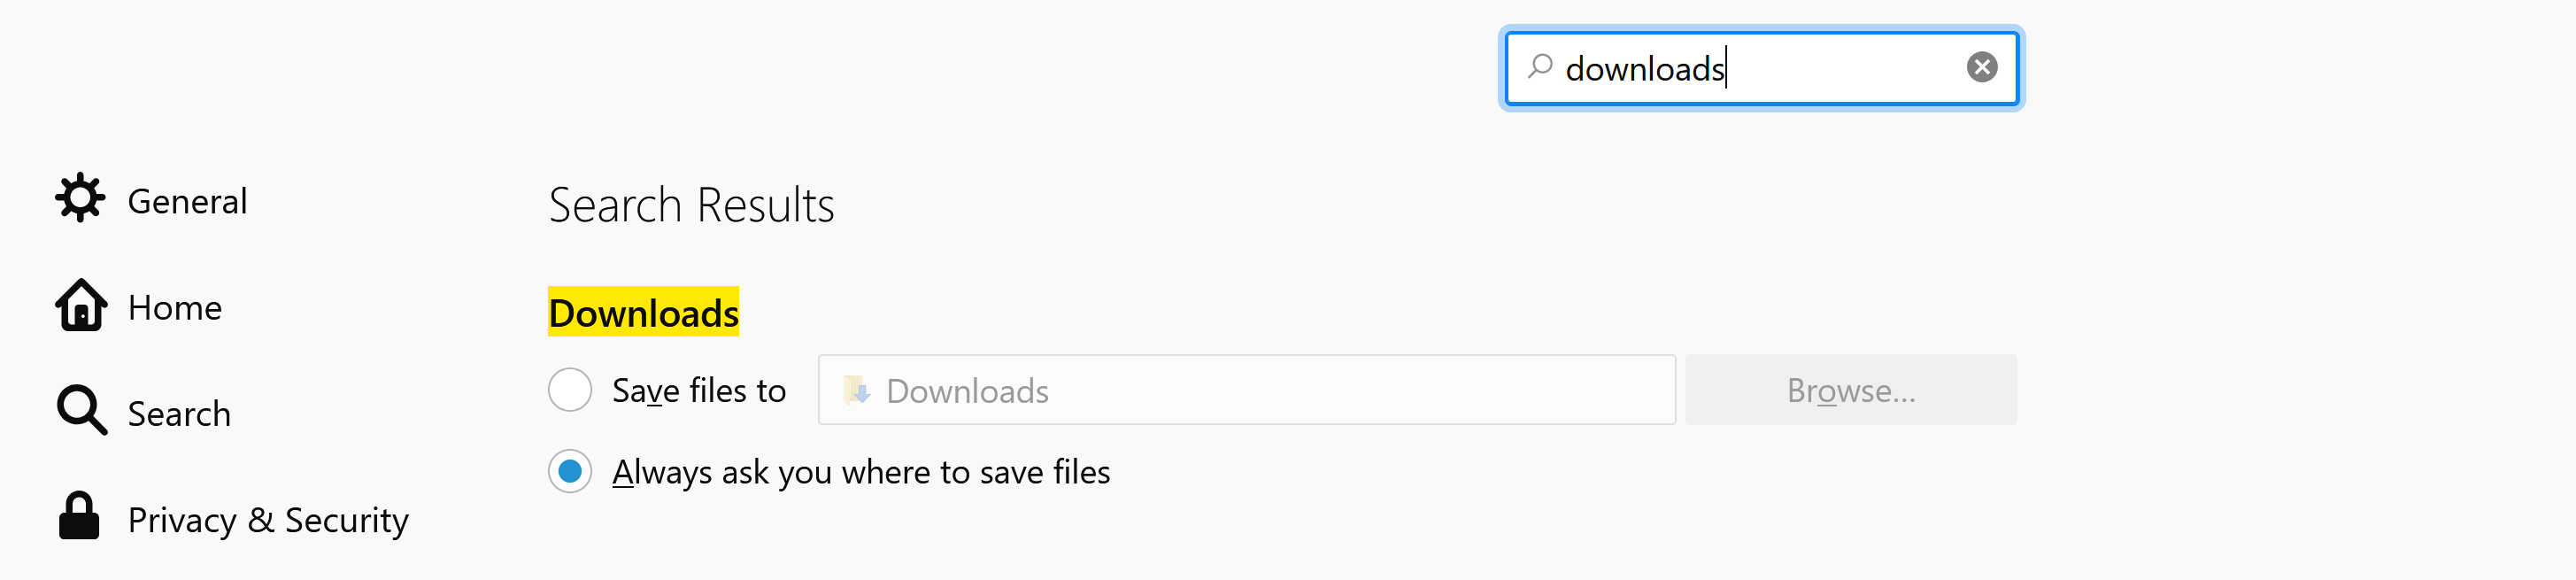 downloads
General
Home
Search
Privacy & Security
Search Results
Downloads
Save files to
Downloads
Browse...
Always ask you where to save files